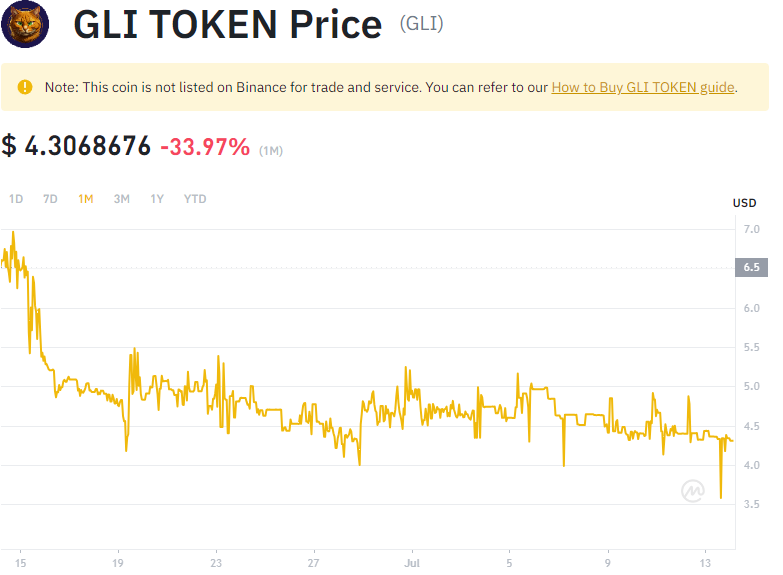 GLI TOKEN Price (GLI)
Note: This coin is not listed on Binance for trade and service. You can refer to our How to Buy GLI TOKEN guide.
$ 4.3068676 -33.97% (1M)
1D 7D 1M 3M 1Y YTD
USD
7.0
6.5
6.0
5.5
5.0
4.5
4.0
3.5
15 19 23 27 Jul 5 9 13